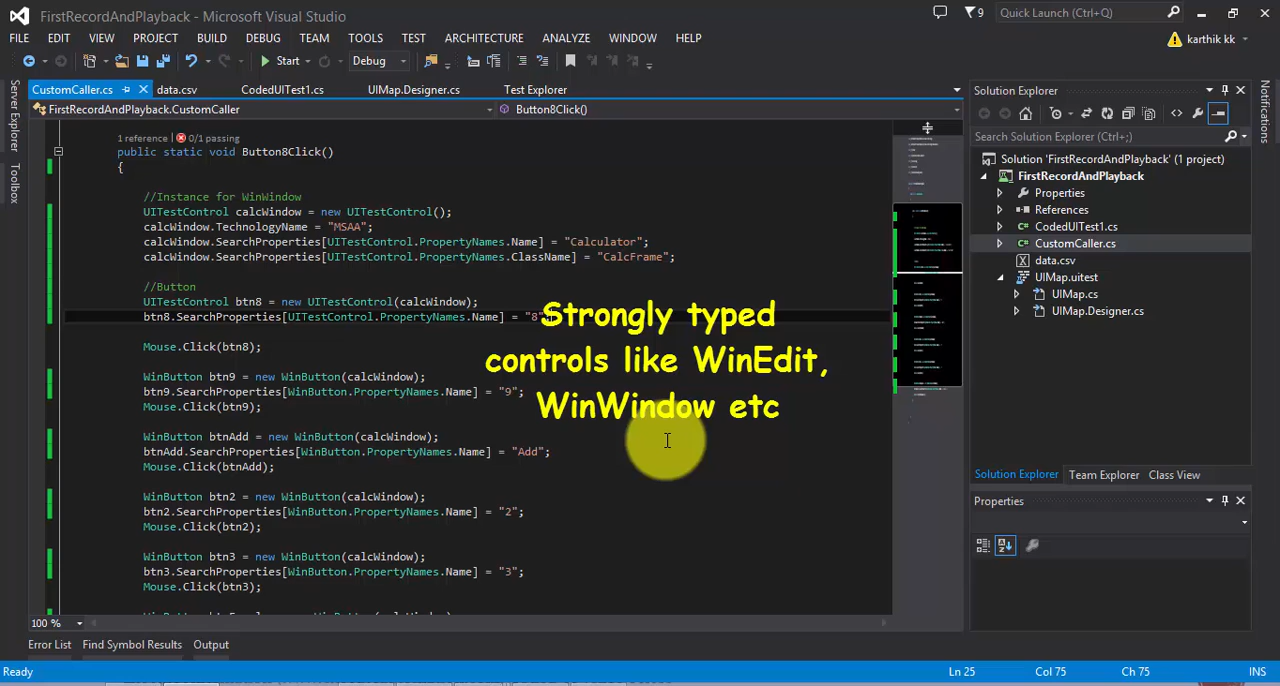 FirstRecordAndPlayback - Microsoft Visual Studio
9
Quick Launch (Ctrl+Q)
FILE EDIT VIEW PROJECT BUILD DEBUG TEAM TOOLS TEST ARCHITECTURE ANALYZE WINDOW HELP
karthik kk
Start
Debug
CustomCaller.cs
data.csv
CodedUITest1.cs
UIMap.Designer.cs
Test Explorer
FirstRecordAndPlayback.CustomCaller
Button8Click()
Server Explorer
Toolbox
1 reference | 0/1 passing
public static void Button8Click()
{
//Instance for WinWindow
UITestControl calcWindow = new UITestControl();
calcWindow.TechnologyName = "MSAA";
calcWindow.SearchProperties[UITestControl.PropertyNames.Name] = "Calculator";
calcWindow.SearchProperties[UITestControl.PropertyNames.ClassName] = "CalcFrame";
//Button
UITestControl btn8 = new UITestControl(calcWindow);
btn8.SearchProperties[UITestControl.PropertyNames.Name] = "8";
Mouse.Click(btn8);
WinButton btn9 = new WinButton(calcWindow);
btn9.SearchProperties[WinButton.PropertyNames.Name] = "9";
Mouse.Click(btn9);
WinButton btnAdd = new WinButton(calcWindow);
btnAdd.SearchProperties[WinButton.PropertyNames.Name] = "Add";
Mouse.Click(btnAdd);
WinButton btn2 = new WinButton(calcWindow);
btn2.SearchProperties[WinButton.PropertyNames.Name] = "2";
Mouse.Click(btn2);
WinButton btn3 = new WinButton(calcWindow);
btn3.SearchProperties[WinButton.PropertyNames.Name] = "3";
Mouse.Click(btn3);
Strongly typed
controls like WinEdit,
WinWindow etc
Solution Explorer
Search Solution Explorer (Ctrl+;)
Solution 'FirstRecordAndPlayback' (1 project)
FirstRecordAndPlayback
Properties
References
CodedUITest1.cs
CustomCaller.cs
data.csv
UIMap.uitest
UIMap.cs
UIMap.Designer.cs
Solution Explorer Team Explorer Class View
Properties
Notifications
100 %
Error List Find Symbol Results Output
Ready
Ln 25
Col 75
Ch 75
INS